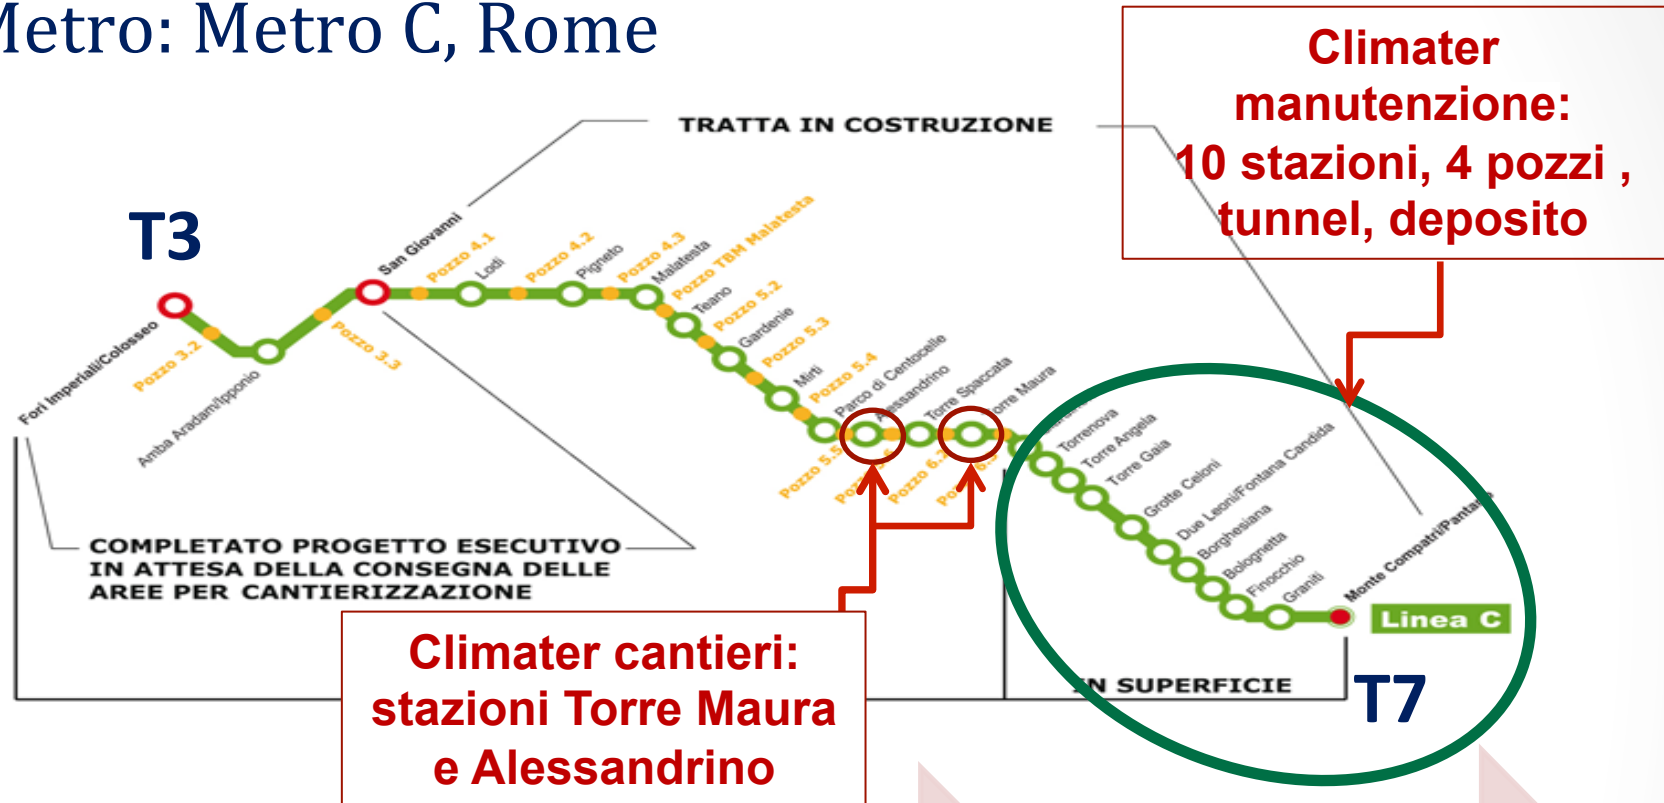 Metro: Metro C, Rome
Climater
manutenzione:
10 stazioni, 4 pozzi ,
tunnel, deposito
TRATTA IN COSTRUZIONE
T3
Fori Imperiali/Colosseo
Pozzo 3.2
Amba Aradam/Ipponio
Pozzo 3.3
San Giovanni
Pozzo 4.1
Lodi
Pozzo 4.2
Pigneto
Pozzo 4.3
Malatesta
Pozzo TBM Malatesta
Teano
Pozzo 5.2
Gardenie
Pozzo 5.3
Mirti
Pozzo 5.4
Parco di Centocelle
Pozzo 5.5
Alessandrino
Torre Spaccata
Pozzo 6.2
Torre Maura
Torrenova
Torre Angela
Torre Gaia
Grotte Celoni
Due Leoni/Fontana Candida
Borghesiana
Bolognetta
Finocchio
Graniti
Monte Compatri/Pantano
Linea C
COMPLETATO PROGETTO ESECUTIVO
IN ATTESA DELLA CONSEGNA DELLE
AREE PER CANTIERIZZAZIONE
Climater cantieri:
stazioni Torre Maura
e Alessandrino
IN SUPERFICIE
T7